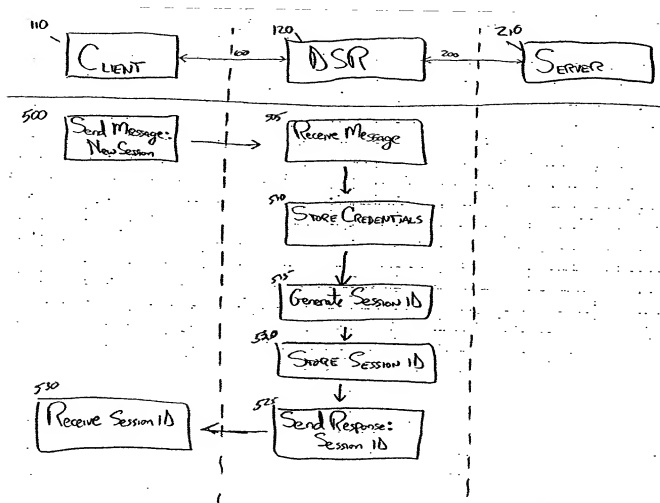 110
Client
100
120
DSR
200
210
Server
500
Send Message:
New Session
505
Receive Message
510
Store Credentials
515
Generate Session ID
520
Store Session ID
525
Send Response:
Session ID
530
Receive Session ID